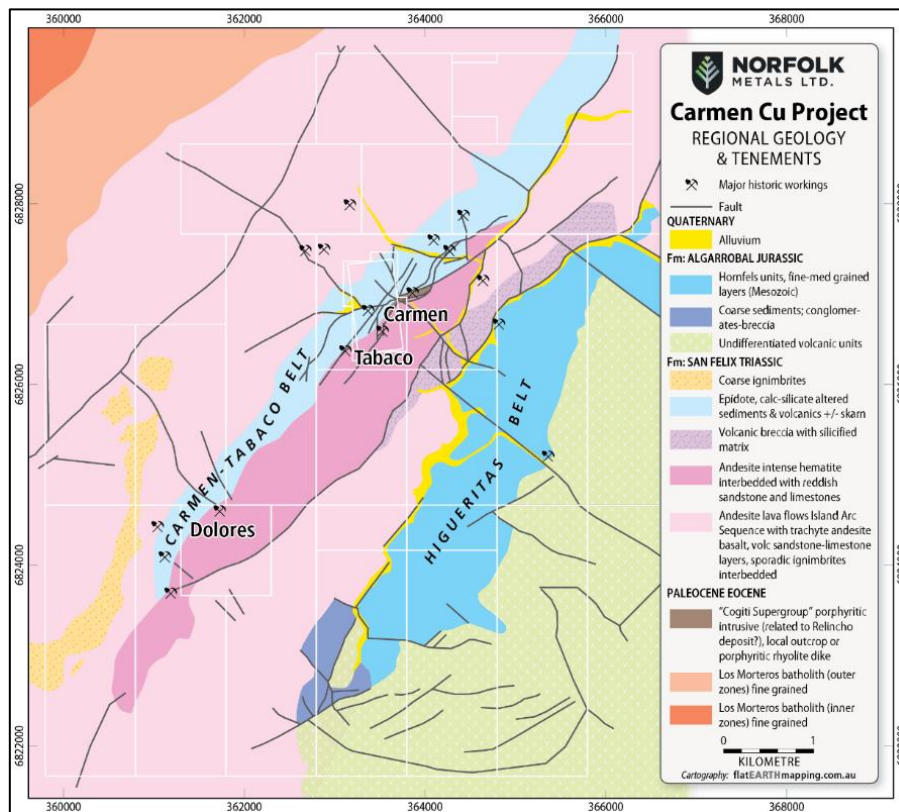 360000 362000 364000 366000 368000
6828000
6826000
6824000
6822000
Carmen
Tabaco
CARMEN-TABACO BELT
Dolores
HIGUERITAS BELT
NORFOLK
METALS LTD.
Carmen Cu Project
REGIONAL GEOLOGY
& TENEMENTS
Major historic workings
Fault
QUATERNARY
Alluvium
Fm: ALGARROBAL JURASSIC
Hornfels units, fine-med grained
layers (Mesozoic)
Coarse sediments; conglomer-
ates-breccia
Undifferentiated volcanic units
Fm: SAN FELIX TRIASSIC
Coarse ignimbrites
Epidote, calc-silicate altered
sediments & volcanics +/- skarn
Volcanic breccia with silicified
matrix
Andesite intense hematite
interbedded with reddish
sandstone and limestones
Andesite lava flows Island Arc
Sequence with trachyte andesite
basalt, volc sandstone-limestone
layers, sporadic ignimbrites
interbedded
PALEOCENE EOCENE
"Cogiti Supergroup" porphyritic
intrusive (related to Relincho
deposit?), local outcrop or
porphyritic rhyolite dike
Los Morteros batholith (outer
zones) fine grained
Los Morteros batholith (inner
zones) fine grained
0 1
KILOMETRE
Cartography: flatEARTHmapping.com.au
360000 362000 364000 366000 368000